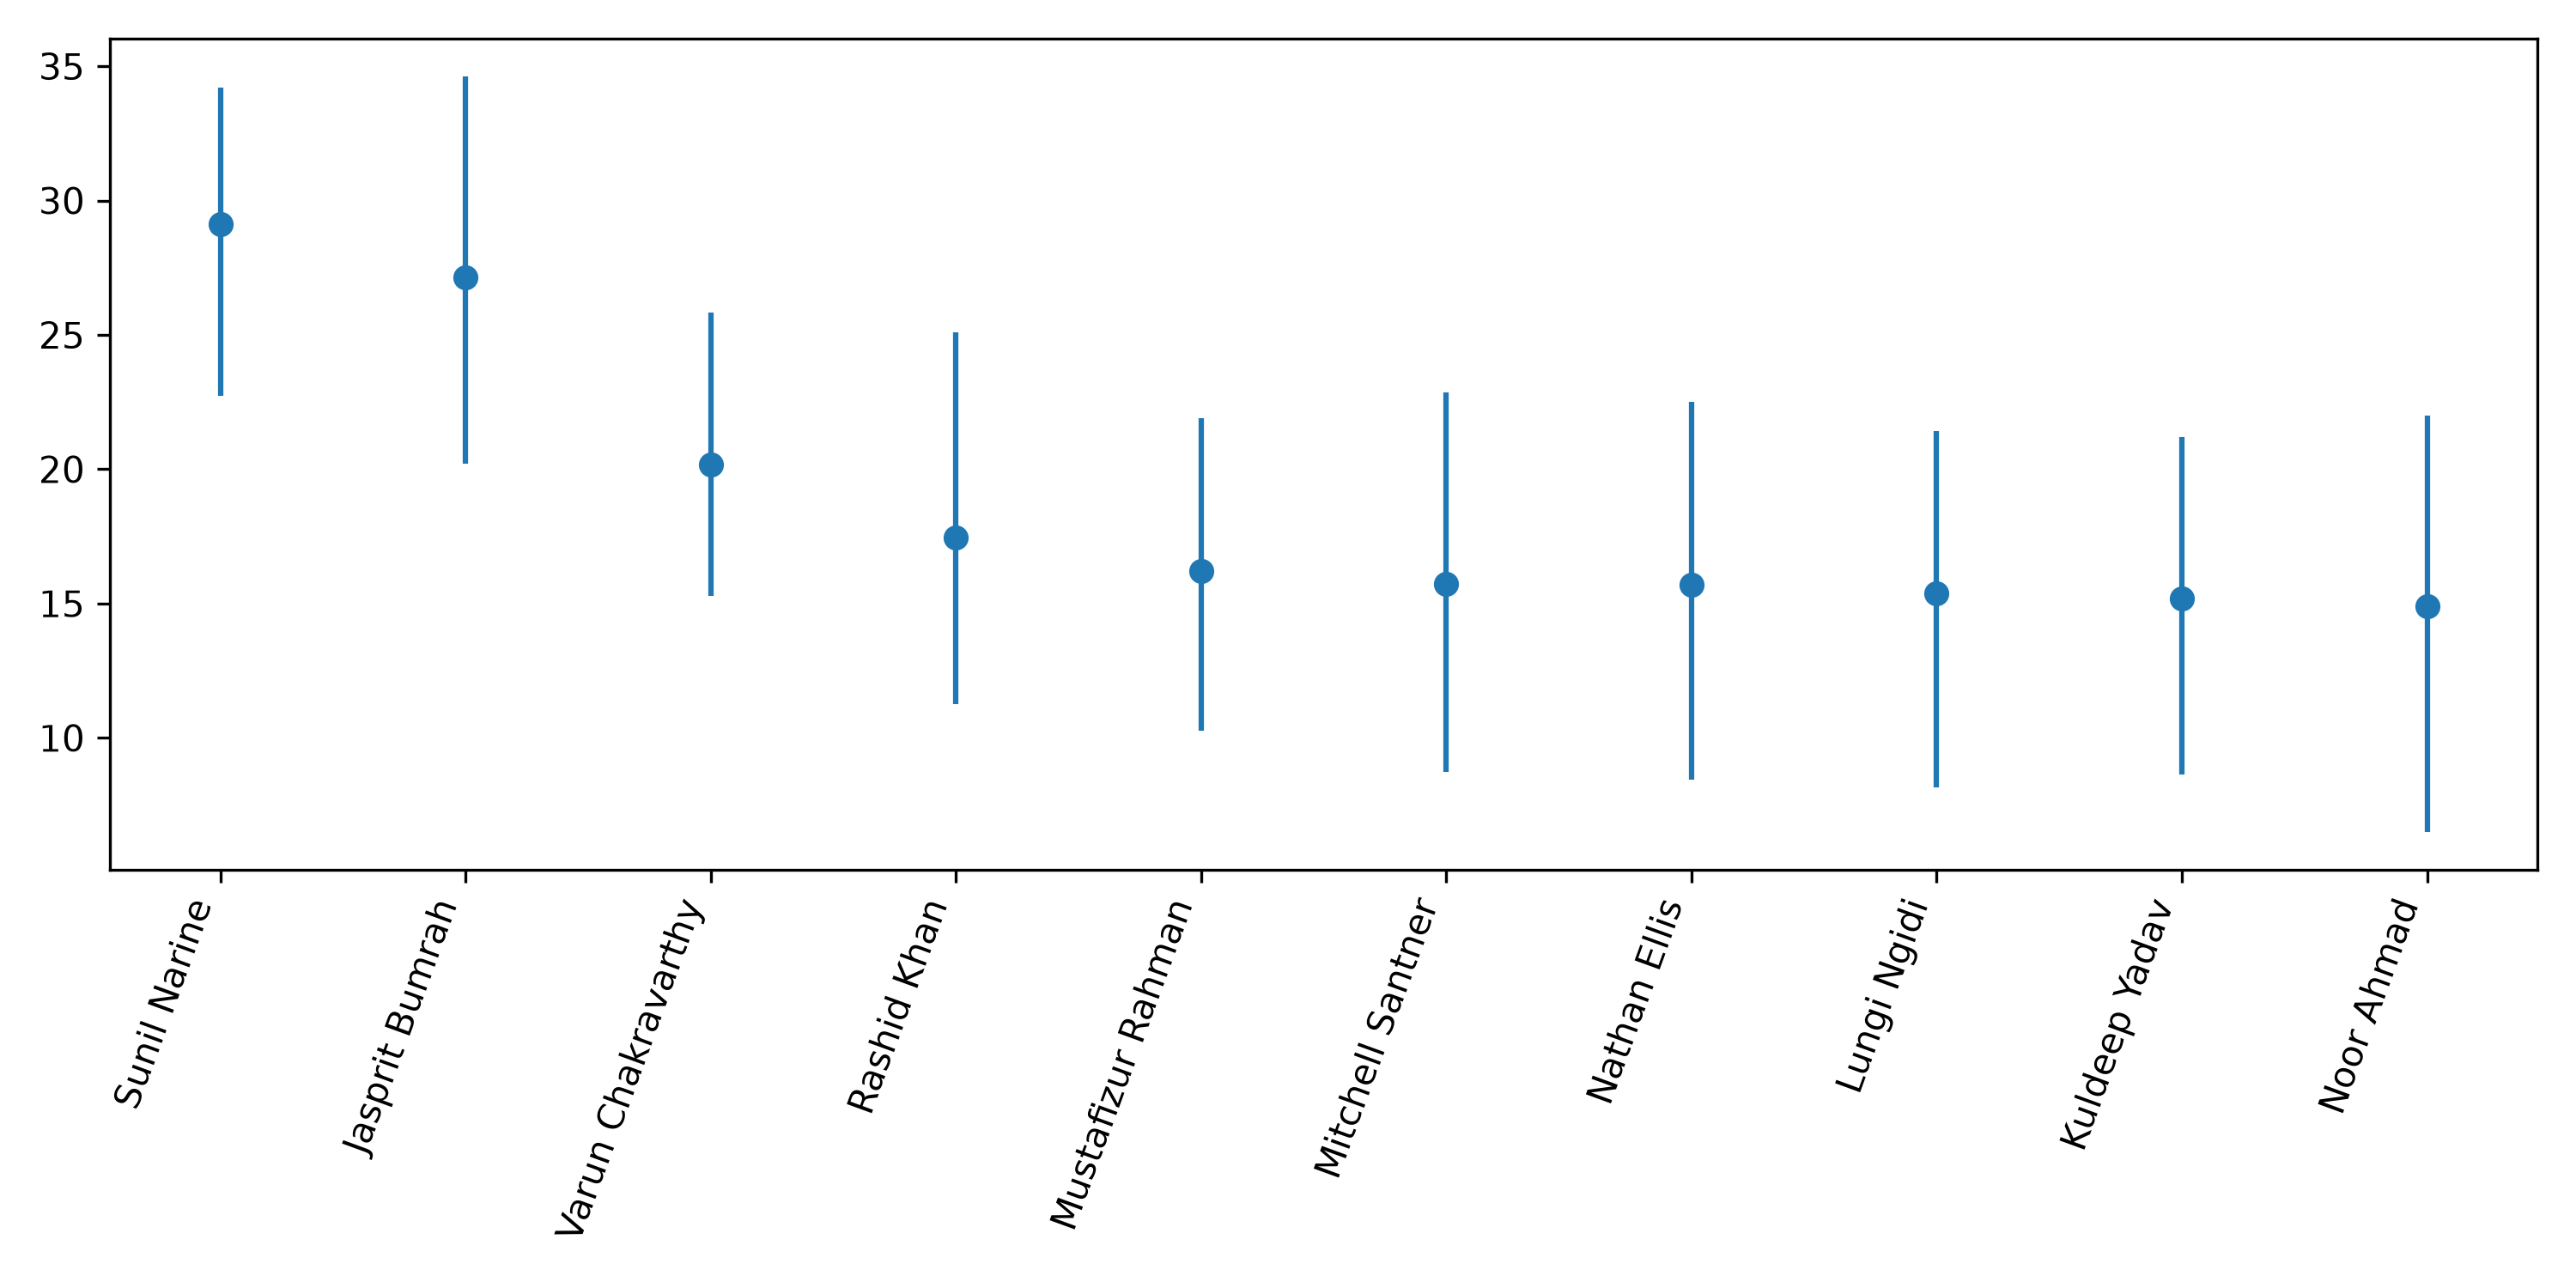 35
30
25
20
15
10
Sunil Narine
Jasprit Bumrah
Varun Chakravarthy
Rashid Khan
Mustafizur Rahman
Mitchell Santner
Nathan Ellis
Lungi Ngidi
Kuldeep Yadav
Noor Ahmad